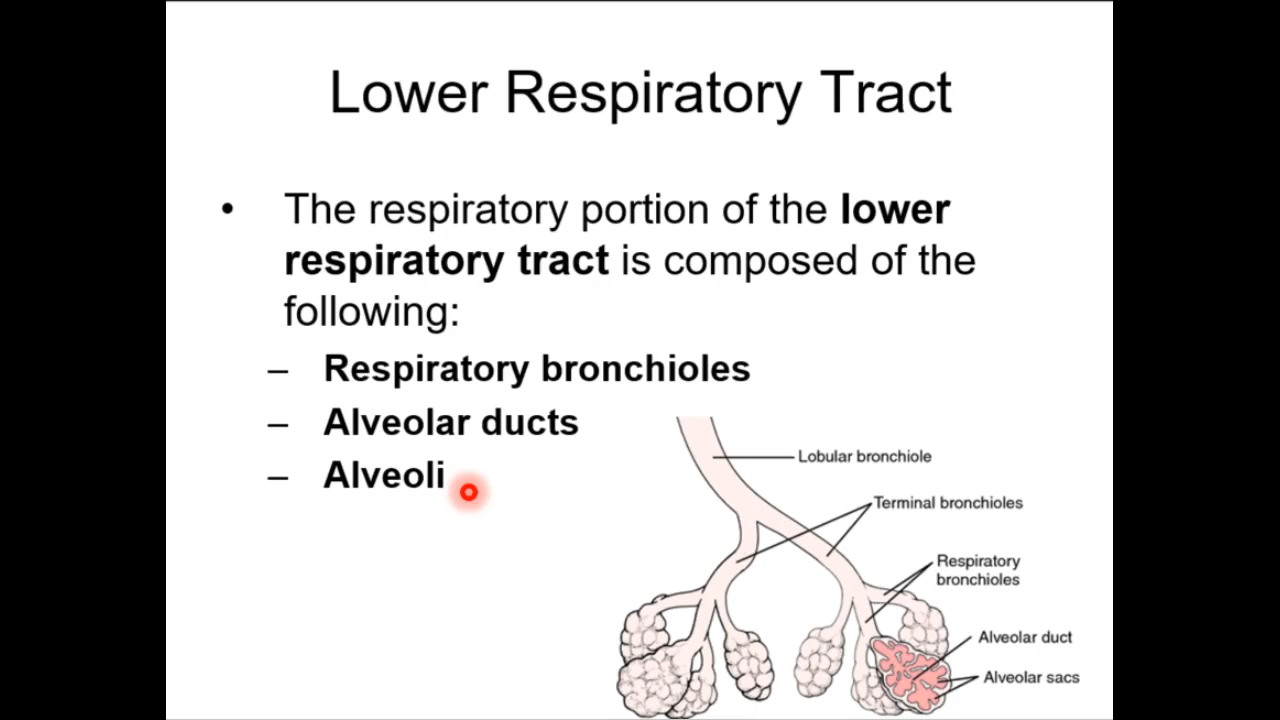 Lower Respiratory Tract
• The respiratory portion of the lower
respiratory tract is composed of the
following:
– Respiratory bronchioles
– Alveolar ducts
– Alveoli
Lobular bronchiole
Terminal bronchioles
Respiratory
bronchioles
Alveolar duct
Alveolar sacs